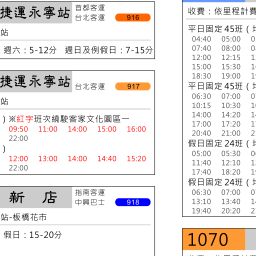 捷運永寧站 首都客運
台北客運 916
站
週六：5-12分 週日及例假日：7-15分
捷運永寧站 台北客運 917
站
) ※紅字班次繞駛客家文化園區一
09:50 11:00 14:00 15:00 16:00
22:00
)
12:00 13:00 14:00 14:40 15:20
22:00
新店 指南客運
中興巴士 918
站-板橋花市
假日：15-20分
收費：依里程計費
平日固定45班
04:40 05:00
07:40 08:00
12:00 12:15
15:00 15:30
18:30 19:00
平日固定45班
06:30 07:00
10:15 10:30
14:00 14:20
17:20 17:40
20:40 21:00
假日固定24班
05:00 05:30
11:40 12:10
17:40 18:20
假日固定24班
06:30 07:00
13:10 13:40
19:40 20:20
1070